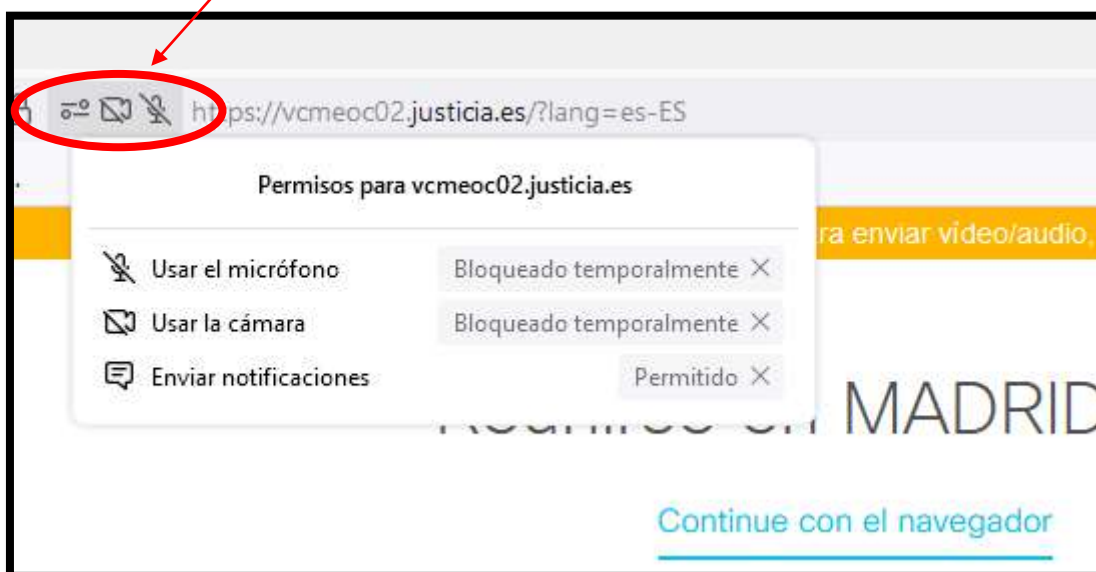 https://vcmeoc02.justicia.es/?lang=es-ES
Permisos para vcmeoc02.justicia.es
ra enviar vídeo/audio,
Usar el micrófono Bloqueado temporalmente
Usar la cámara Bloqueado temporalmente
Enviar notificaciones Permitido
MADRID
Continue con el navegador